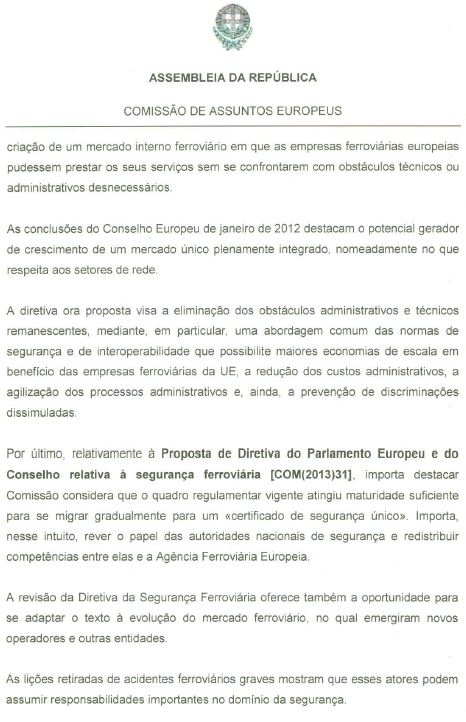 ASSEMBLEIA DA REPÚBLICA
COMISSÃO DE ASSUNTOS EUROPEUS
criação de um mercado interno ferroviário em que as empresas ferroviárias europeias
pudessem prestar os seus serviços sem se confrontarem com obstáculos técnicos ou
administrativos desnecessários.
As conclusões do Conselho Europeu de janeiro de 2012 destacam o potencial gerador
de crescimento de um mercado único plenamente integrado, nomeadamente no que
respeita aos setores de rede.
A diretiva ora proposta visa a eliminação dos obstáculos administrativos e técnicos
remanescentes, mediante, em particular, uma abordagem comum das normas de
segurança e de interoperabilidade que possibilite maiores economias de escala em
benefício das empresas ferroviárias da UE, a redução dos custos administrativos, a
agilização dos processos administrativos e, ainda, a prevenção de discriminações
dissimuladas.
Por último, relativamente à Proposta de Diretiva do Parlamento Europeu e do
Conselho relativa à segurança ferroviária [COM(2013)31], importa destacar
Comissão considera que o quadro regulamentar vigente atingiu maturidade suficiente
para se migrar gradualmente para um «certificado de segurança único». Importa,
nesse intuito, rever o papel das autoridades nacionais de segurança e redistribuir
competências entre elas e a Agência Ferroviária Europeia.
A revisão da Diretiva da Segurança Ferroviária oferece também a oportunidade para
se adaptar o texto à evolução do mercado ferroviário, no qual emergiram novos
operadores e outras entidades.
As lições retiradas de acidentes ferroviários graves mostram que esses atores podem
assumir responsabilidades importantes no domínio da segurança.